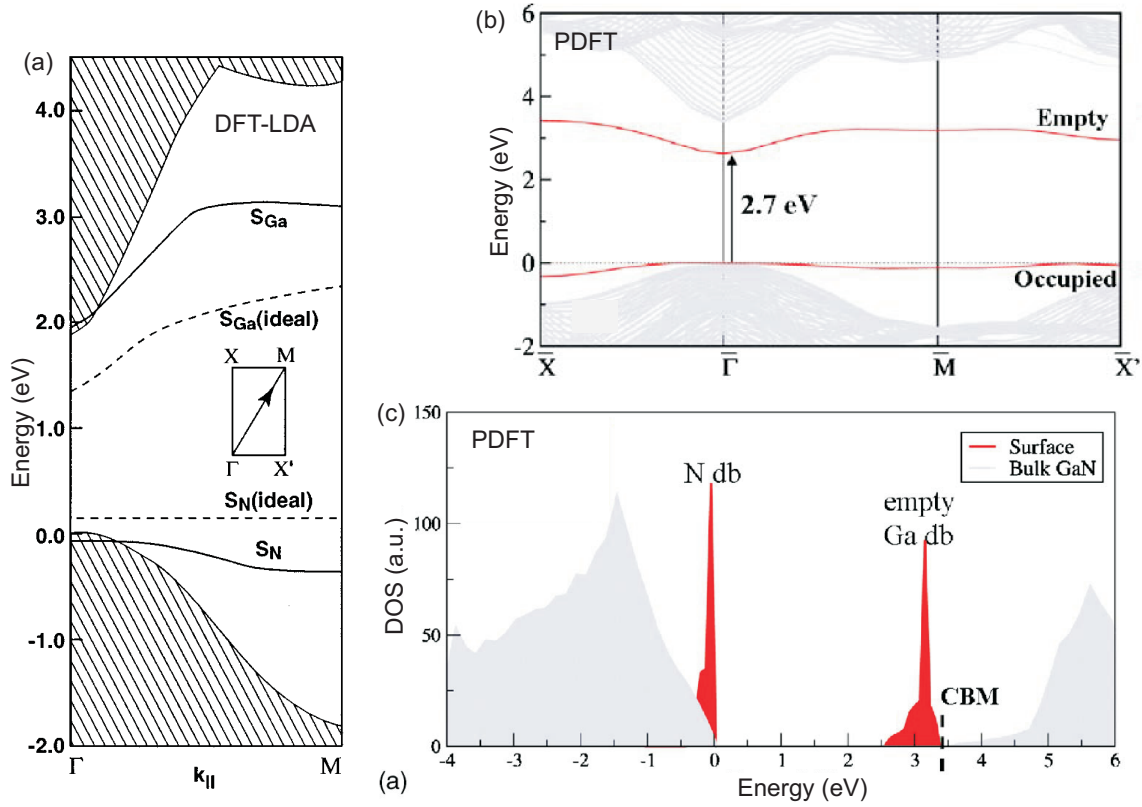 (a)
DFT-LDA
4.0
3.0
2.0
1.0
0.0
-1.0
-2.0
Energy (eV)
S_Ga
S_Ga(ideal)
X M
Γ X'
S_N(ideal)
S_N
Γ M
k_||
(b)
PDFT
6
4
2
0
-2
Energy (eV)
Empty
2.7 eV
Occupied
X̅ Γ̅ M̅ X̅'
(c)
PDFT
150
100
50
0
DOS (a.u.)
Surface
Bulk GaN
N db
empty
Ga db
CBM
-4 -3 -2 -1 0 1 2 3 4 5 6
(a)
Energy (eV)